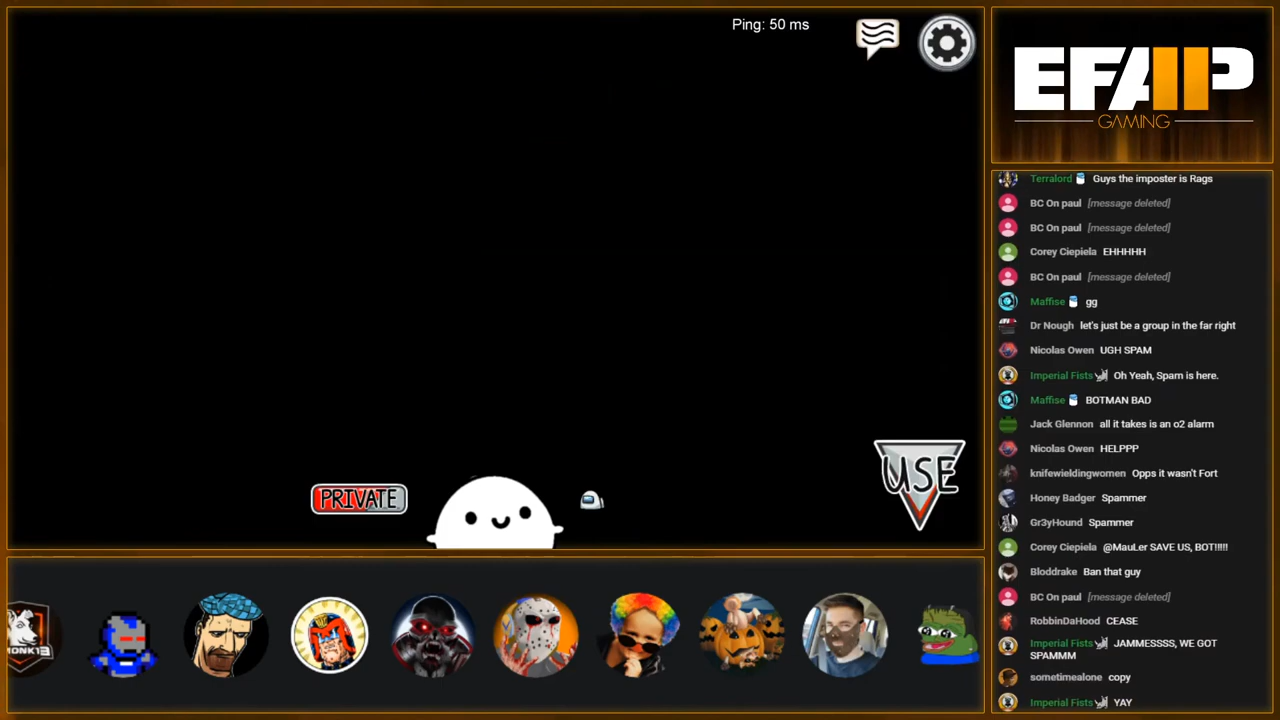 Ping: 50 ms
PRIVATE
USE
MONK13
EFAP
GAMING
Terralord Guys the imposter is Rags
BC On paul [message deleted]
BC On paul [message deleted]
Corey Ciepiela EHHHHH
BC On paul [message deleted]
Maffise gg
Dr Nough let's just be a group in the far right
Nicolas Owen UGH SPAM
Imperial Fists Oh Yeah, Spam is here.
Maffise BOTMAN BAD
Jack Glennon all it takes is an o2 alarm
Nicolas Owen HELPPP
knifewieldingwomen Opps it wasn't Fort
Honey Badger Spammer
Gr3yHound Spammer
Corey Ciepiela @MauLer SAVE US, BOT!!!!!
Bloddrake Ban that guy
BC On paul [message deleted]
RobbinDaHood CEASE
Imperial Fists JAMMESSSS, WE GOT
SPAMMM
sometimealone copy
Imperial Fists YAY